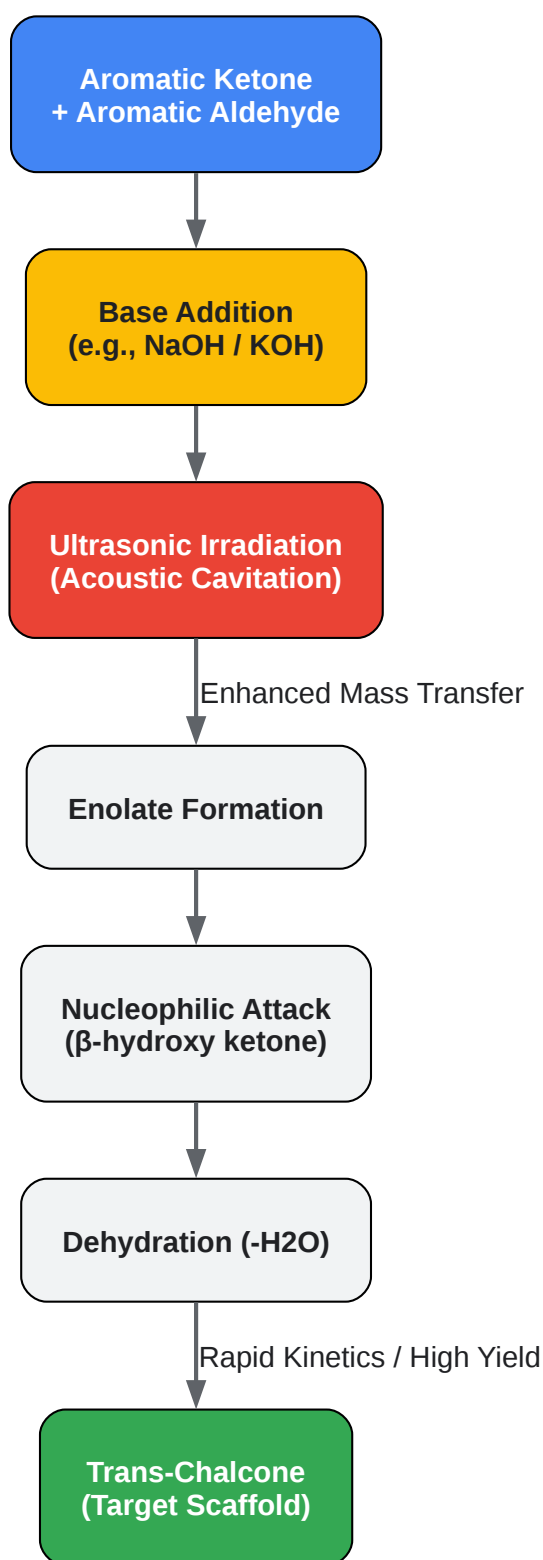 Aromatic Ketone
+ Aromatic Aldehyde
Base Addition
(e.g., NaOH / KOH)
Ultrasonic Irradiation
(Acoustic Cavitation)
Enhanced Mass Transfer
Enolate Formation
Nucleophilic Attack
(β-hydroxy ketone)
Dehydration (-H2O)
Rapid Kinetics / High Yield
Trans-Chalcone
(Target Scaffold)